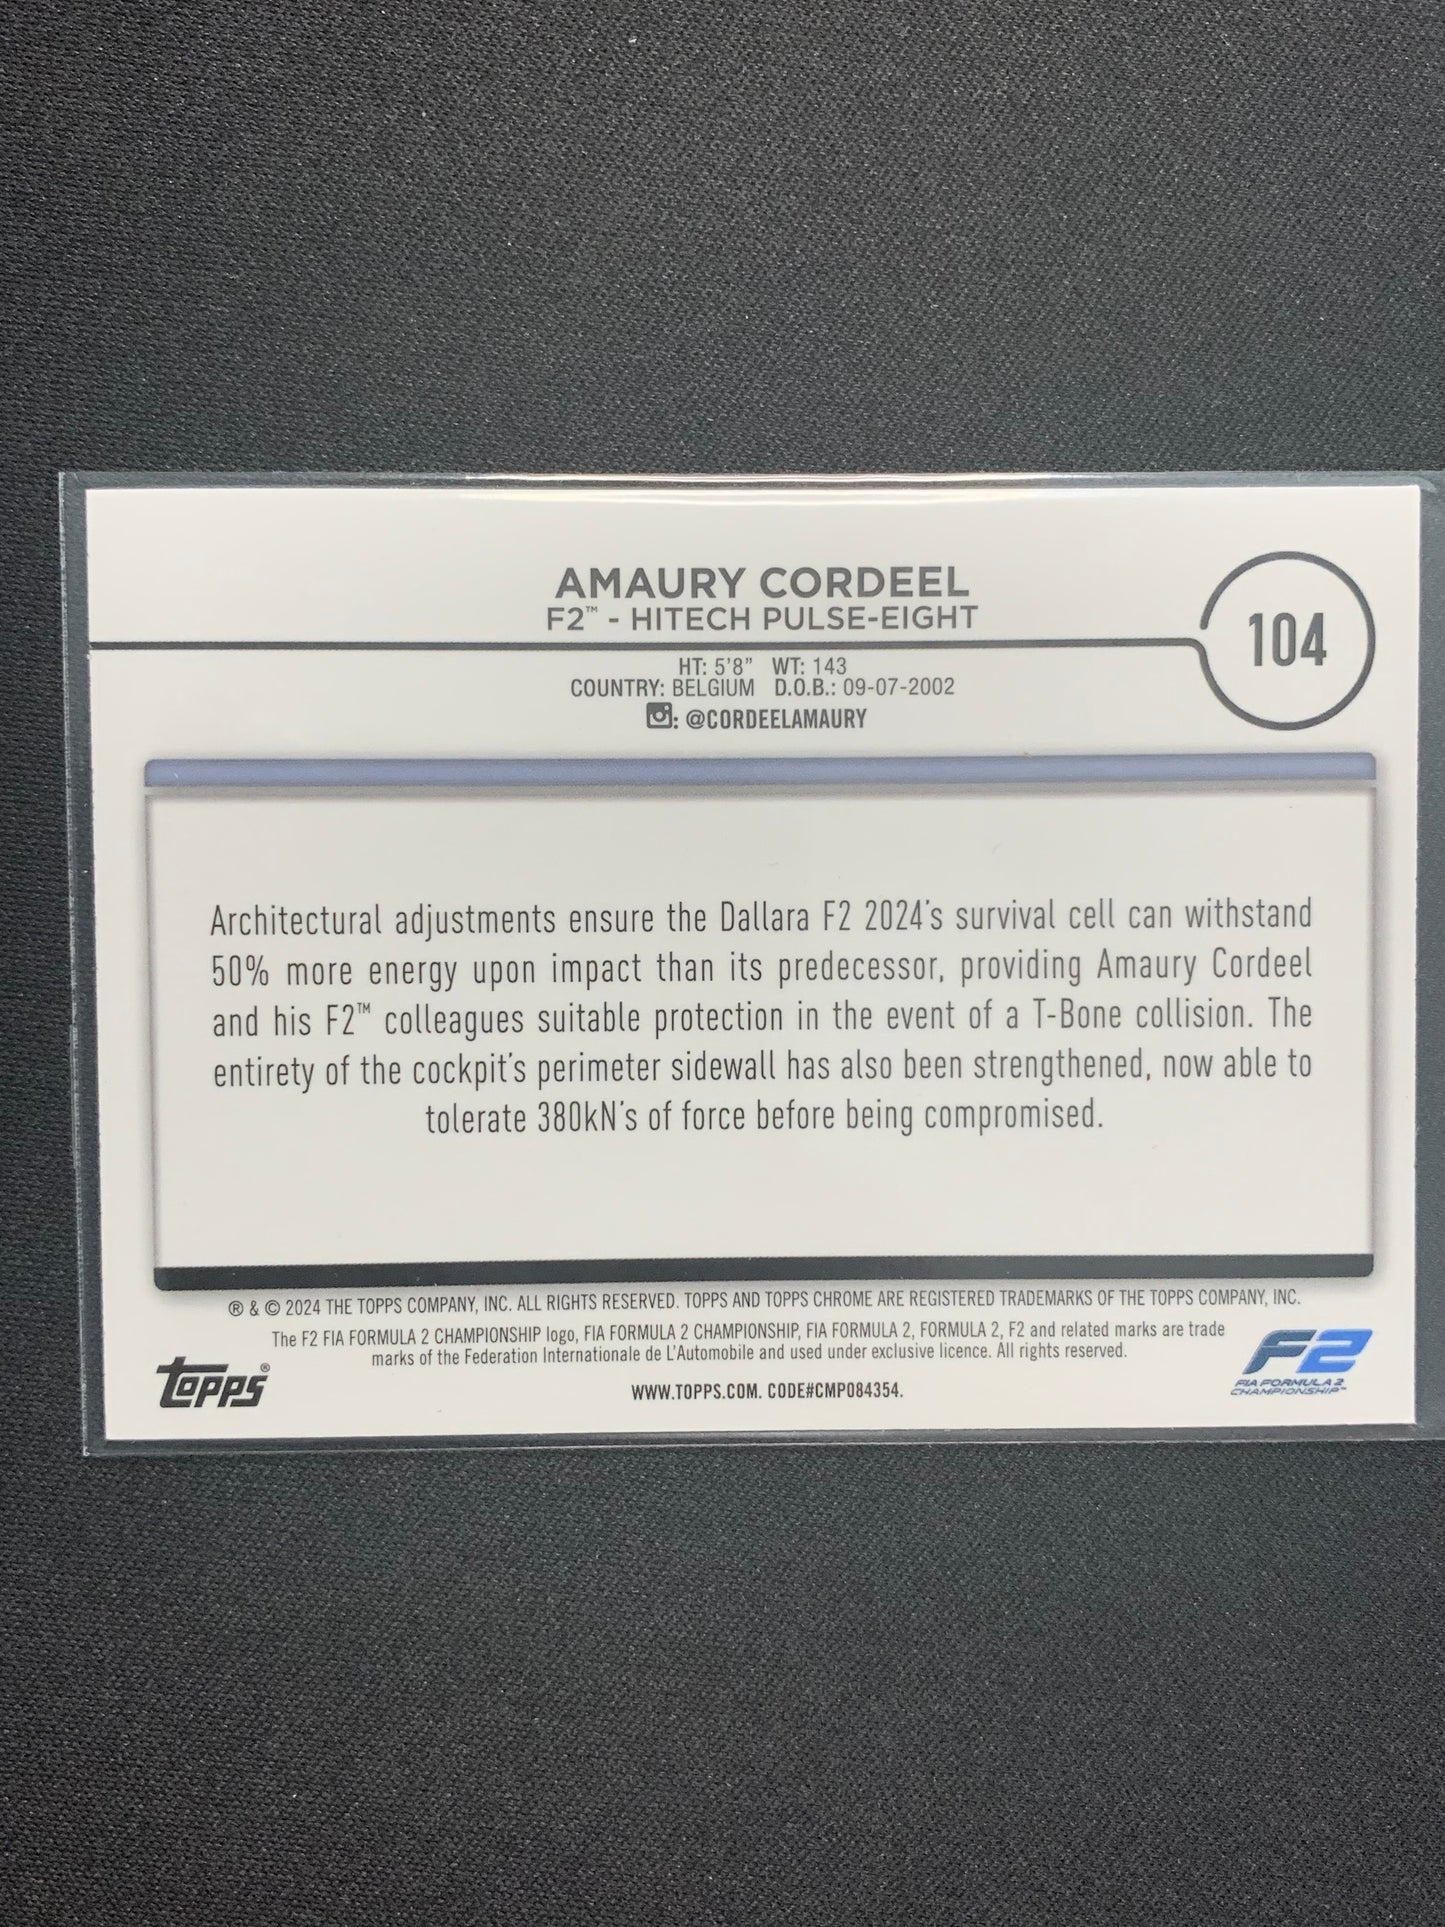 AMAURY CORDEEL
F2™ - HITECH PULSE-EIGHT
104
HT: 5'8" WT: 143
COUNTRY: BELGIUM D.O.B.: 09-07-2002
: @CORDEELAMAURY
Architectural adjustments ensure the Dallara F2 2024's survival cell can withstand
50% more energy upon impact than its predecessor, providing Amaury Cordeel
and his F2™ colleagues suitable protection in the event of a T-Bone collision. The
entirety of the cockpit's perimeter sidewall has also been strengthened, now able to
tolerate 380kN's of force before being compromised.
® & © 2024 THE TOPPS COMPANY, INC. ALL RIGHTS RESERVED. TOPPS AND TOPPS CHROME ARE REGISTERED TRADEMARKS OF THE TOPPS COMPANY, INC.
The F2 FIA FORMULA 2 CHAMPIONSHIP logo, FIA FORMULA 2 CHAMPIONSHIP, FIA FORMULA 2, FORMULA 2, F2 and related marks are trade
marks of the Federation Internationale de L'Automobile and used under exclusive licence. All rights reserved.
WWW.TOPPS.COM. CODE#CMP084354.
Topps®
F2
FIA FORMULA 2
CHAMPIONSHIP™